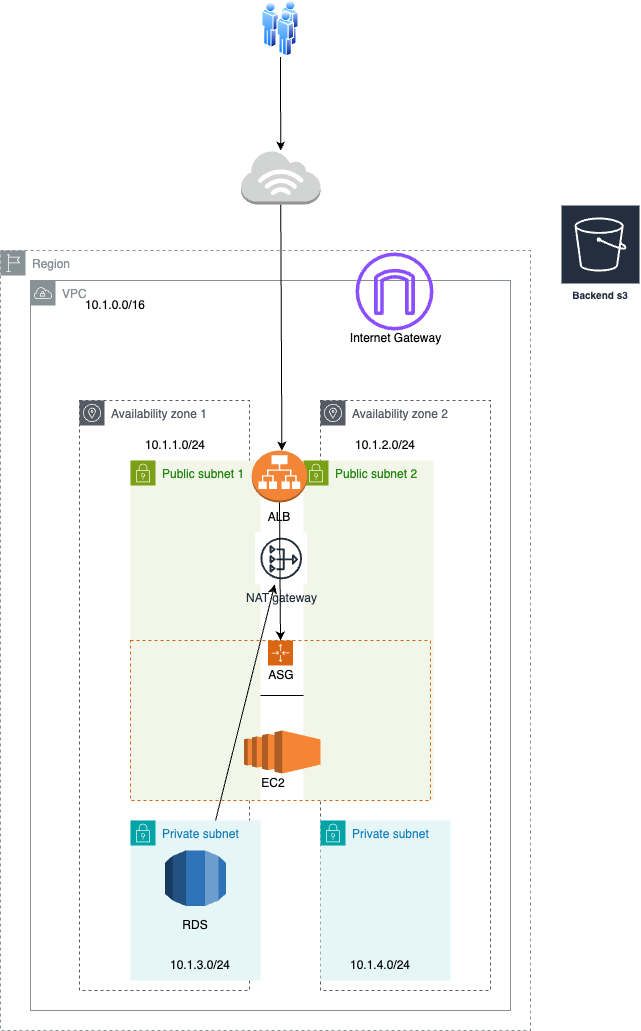 Backend s3
Region
VPC
10.1.0.0/16
Internet Gateway
Availability zone 1
Availability zone 2
10.1.1.0/24
10.1.2.0/24
Public subnet 1
Public subnet 2
ALB
NAT gateway
ASG
EC2
Private subnet
Private subnet
RDS
10.1.3.0/24
10.1.4.0/24